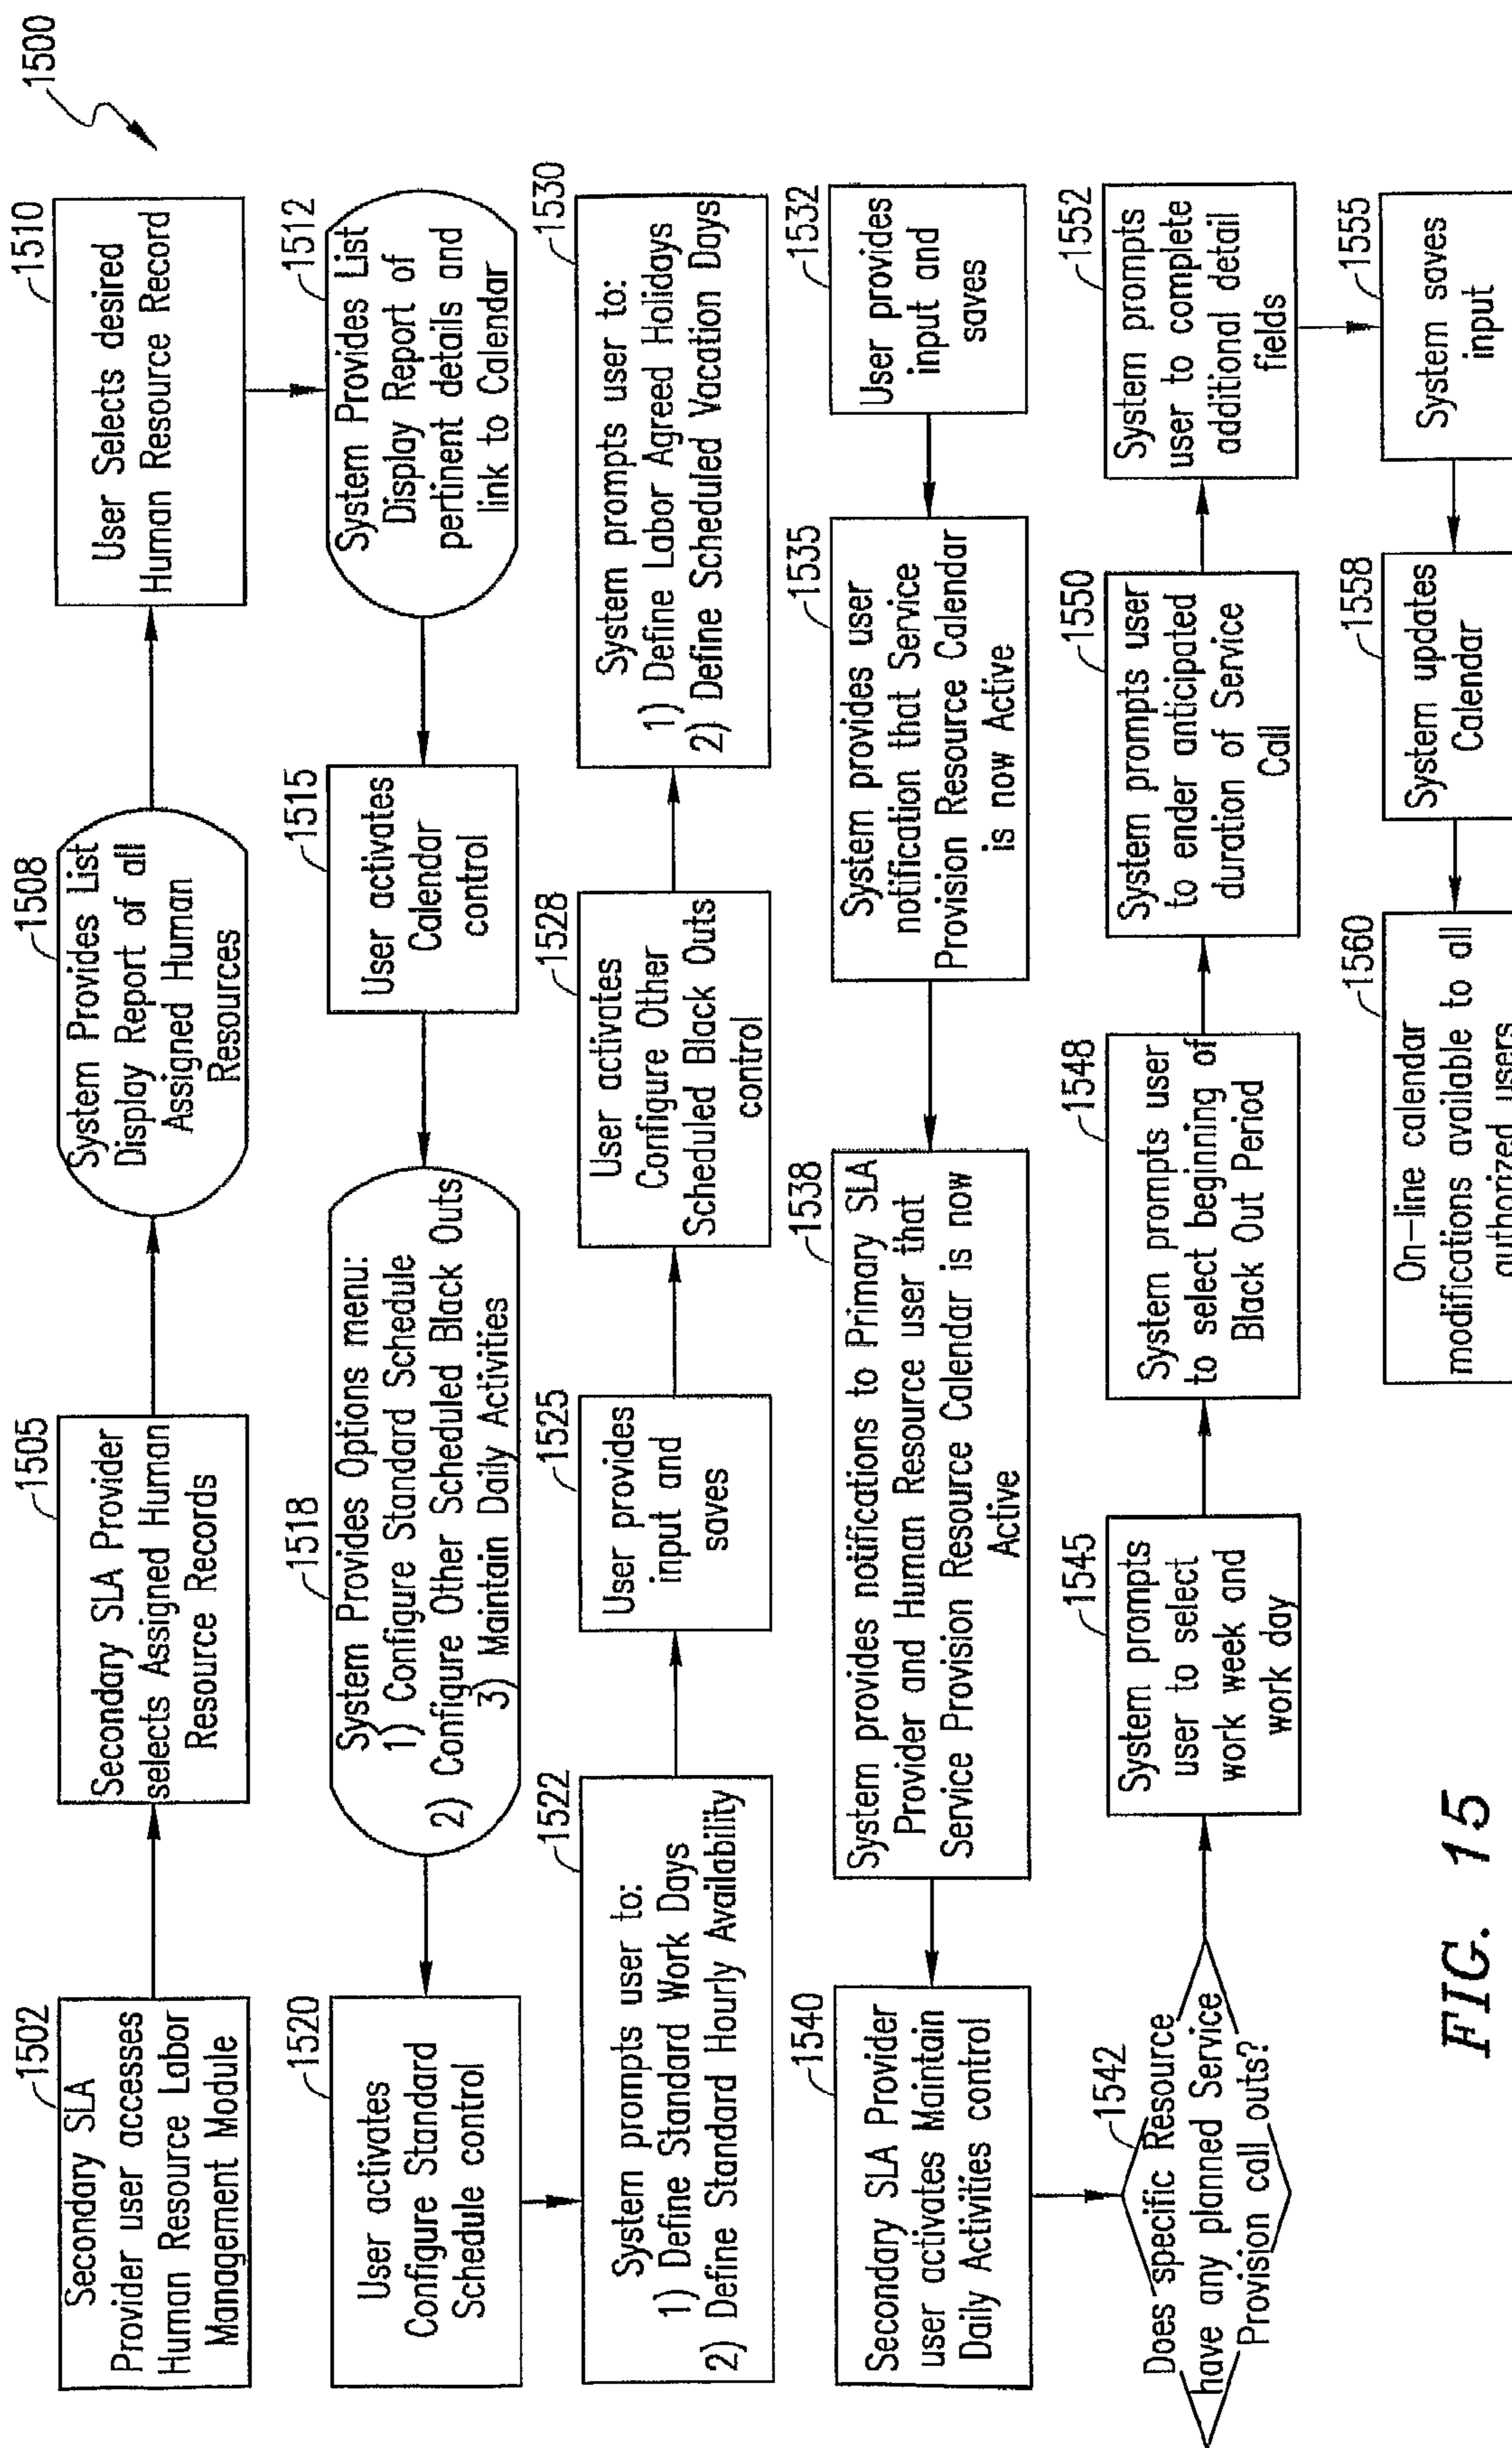 1500
1502
Secondary SLA
Provider user accesses
Human Resource Labor
Management Module
1505
Secondary SLA Provider
selects Assigned Human
Resource Records
1508
System Provides List
Display Report of all
Assigned Human
Resources
1510
User Selects desired
Human Resource Record
1512
System Provides List
Display Report of
pertinent details and
link to Calendar
1515
User activates
Calendar
control
1518
System Provides Options menu:
1) Configure Standard Schedule
2) Configure Other Scheduled Black Outs
3) Maintain Daily Activities
1520
User activates
Configure Standard
Schedule control
1522
System prompts user to:
1) Define Standard Work Days
2) Define Standard Hourly Availability
1525
User provides
input and
saves
1528
User activates
Configure Other
Scheduled Black Outs
control
1530
System prompts user to:
1) Define Labor Agreed Holidays
2) Define Scheduled Vacation Days
1532
User provides
input and
saves
1535
System provides user
notification that Service
Provision Resource Calendar
is now Active
1538
System provides notifications to Primary SLA
Provider and Human Resource user that
Service Provision Resource Calendar is now
Active
1540
Secondary SLA Provider
user activates Maintain
Daily Activities control
1542
Does specific Resource
have any planned Service
Provision call outs?
1545
System prompts
user to select
work week and
work day
1548
System prompts user
to select beginning of
Black Out Period
1550
System prompts user
to ender anticipated
duration of Service
Call
1552
System prompts
user to complete
additional detail
fields
1555
System saves
input
1558
System updates
Calendar
1560
On-line calendar
modifications available to all
authorized users
FIG. 15